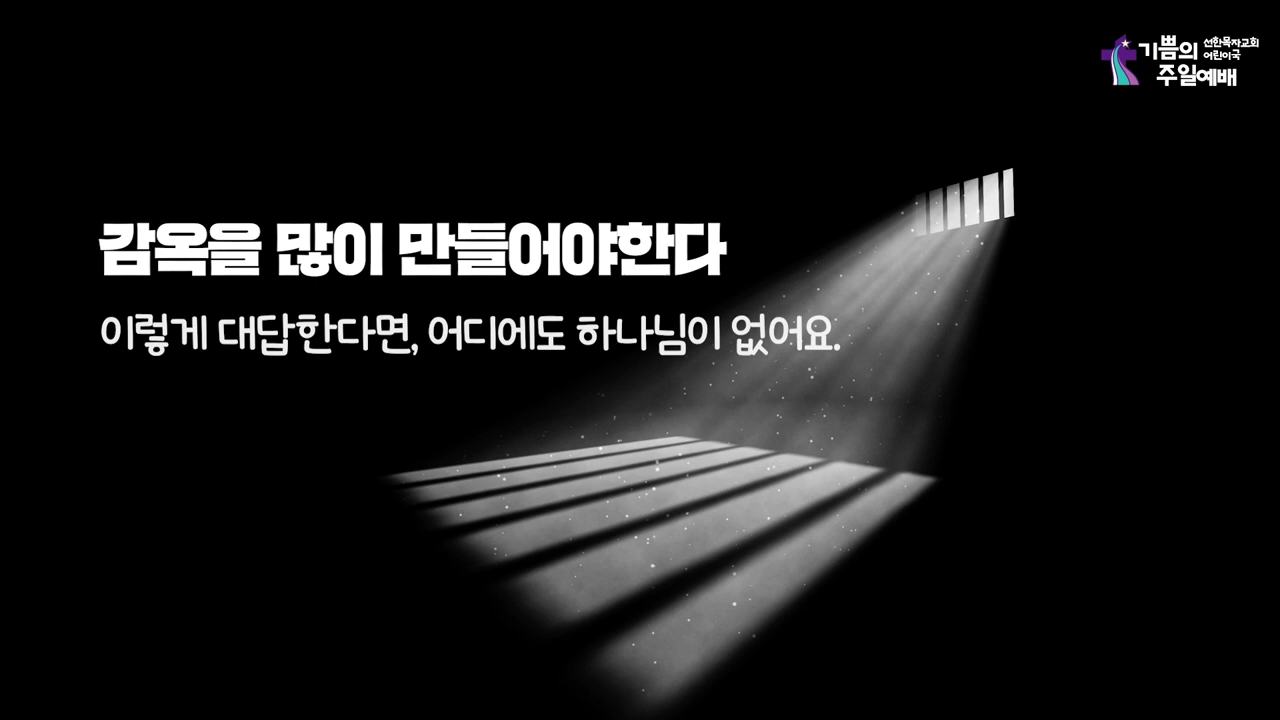 기쁨의 선한목자교회
어린이국
주일예배
감옥을 많이 만들어야한다
이렇게 대답한다면, 어디에도 하나님이 없어요.